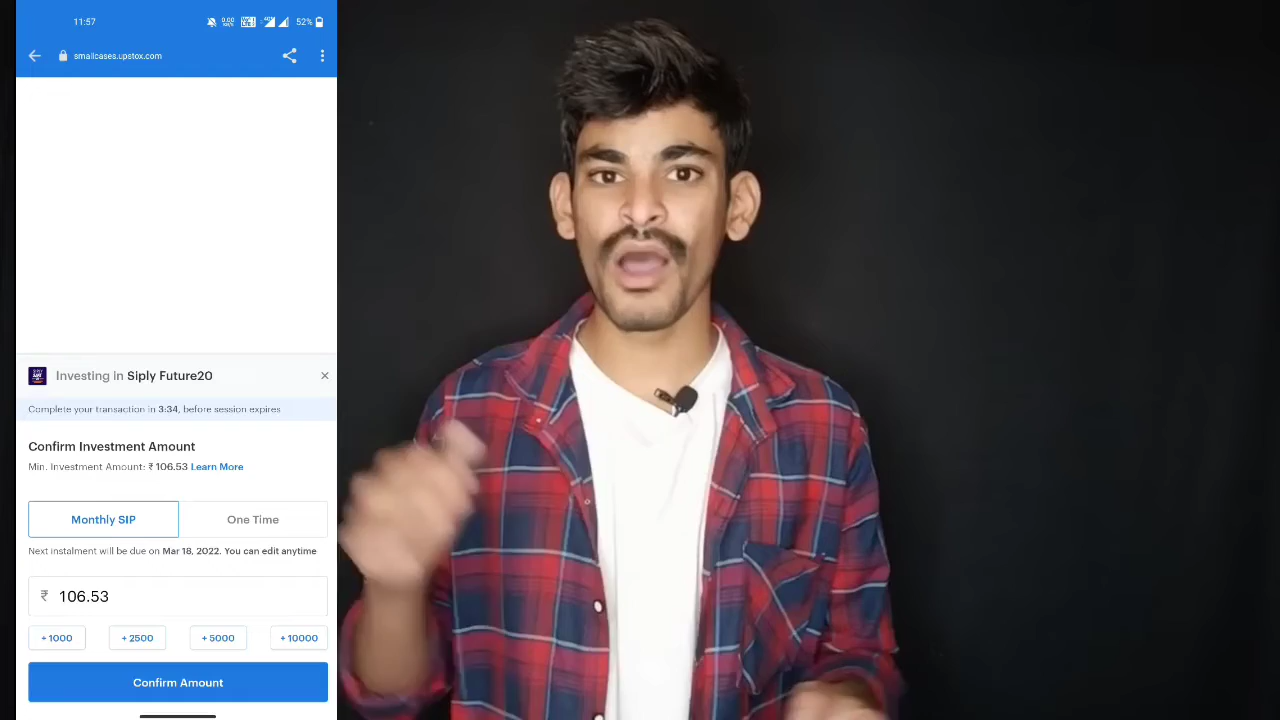 11:57
52%
smallcases.upstox.com
Investing in Siply Future20
Complete your transaction in 3:34, before session expires
Confirm Investment Amount
Min. Investment Amount: ₹ 106.53 Learn More
Monthly SIP One Time
Next instalment will be due on Mar 18, 2022. You can edit anytime
₹ 106.53
+ 1000 + 2500 + 5000 + 10000
Confirm Amount